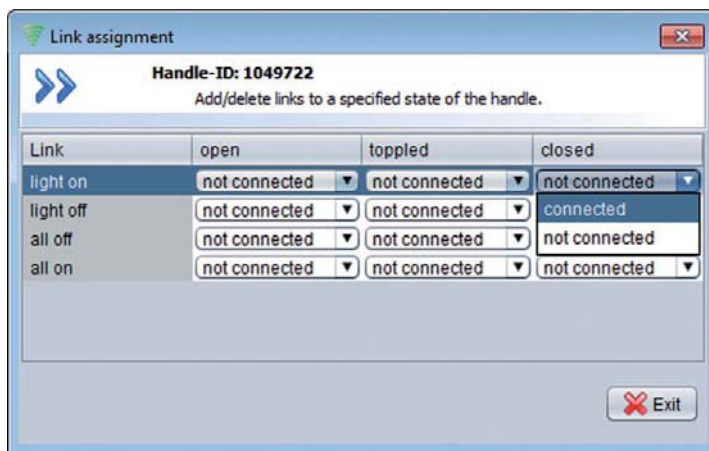 Link assignment
Handle-ID: 1049722
Add/delete links to a specified state of the handle.
Link open toppled closed
light on not connected not connected not connected
light off not connected not connected connected
all off not connected not connected not connected
all on not connected not connected not connected
Exit